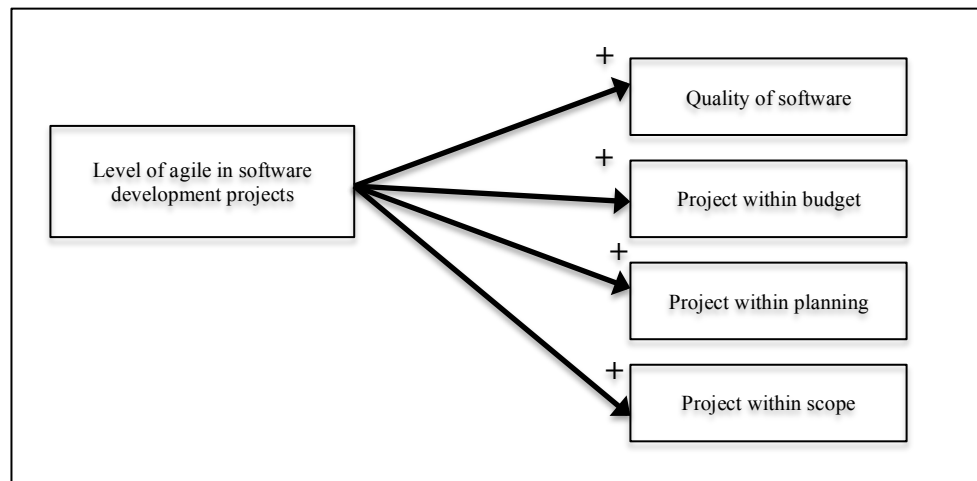 +
Quality of software
Level of agile in software
development projects
+
Project within budget
+
Project within planning
+
Project within scope